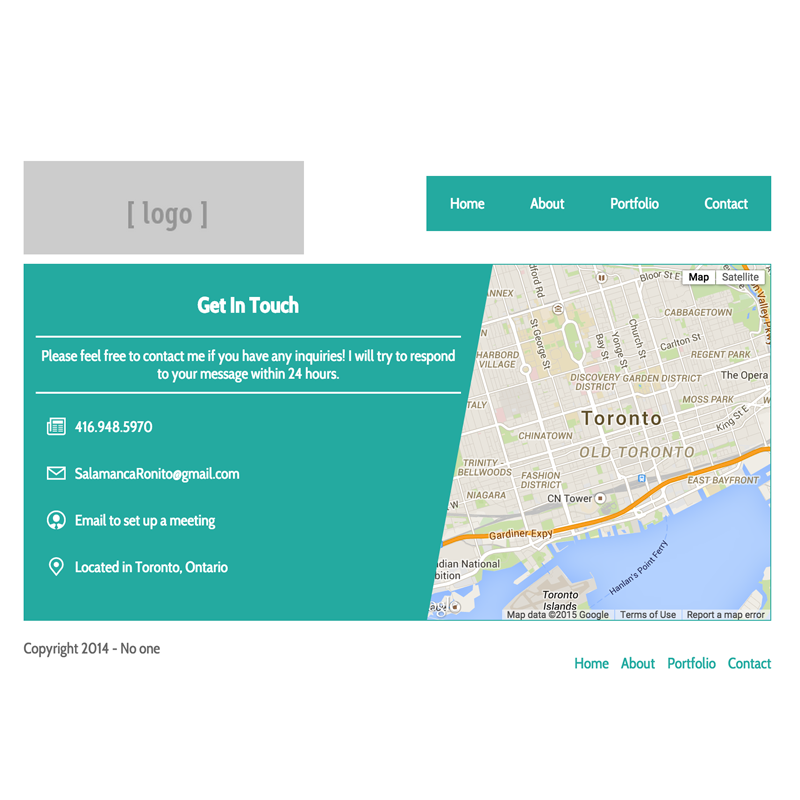 [ logo ]
Home About Portfolio Contact
Get In Touch
Please feel free to contact me if you have any inquiries! I will try to respond
to your message within 24 hours.
416.948.5970
SalamancaRonito@gmail.com
Email to set up a meeting
Located in Toronto, Ontario
Map Satellite
Bloor St E
ANNEX
dford Rd
on Valley Pkwy
CABBAGETOWN
St George St
Bay St
Yonge St
Church St
Carlton St
HARBORD
VILLAGE
REGENT PARK
DISCOVERY
DISTRICT
GARDEN DISTRICT
The Opera
TALY
MOSS PARK
Toronto
King St E
CHINATOWN
OLD TORONTO
TRINITY -
BELLWOODS
FASHION
DISTRICT
EAST BAYFRONT
NIAGARA
CN Tower
Gardiner Expy
dian National
bition
Hanlan's Point Ferry
Toronto
Islands
Map data ©2015 Google Terms of Use Report a map error
Copyright 2014 - No one
Home About Portfolio Contact